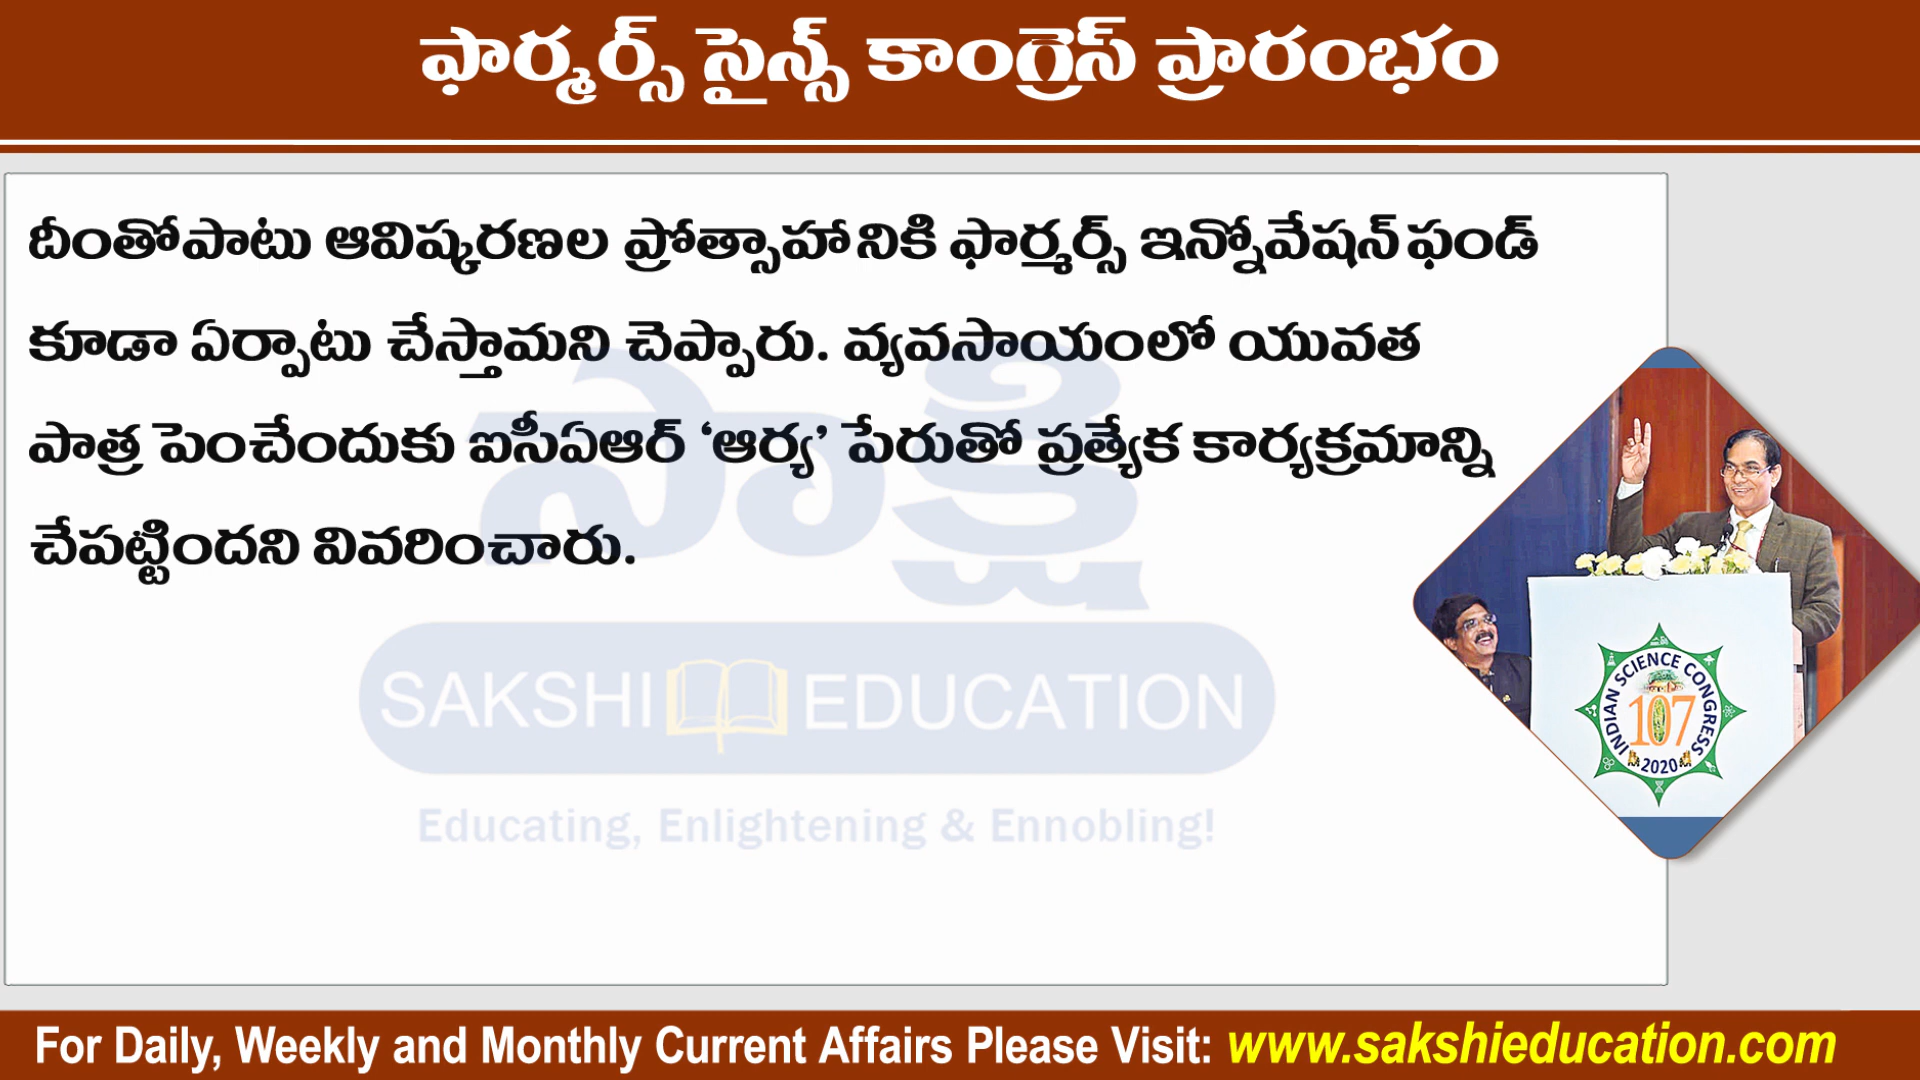 ఫార్మర్స్ సైన్స్ కాంగ్రెస్ ప్రారంభం
దీంతోపాటు ఆవిష్కరణల ప్రోత్సాహానికి ఫార్మర్స్ ఇన్నోవేషన్ ఫండ్
కూడా ఏర్పాటు చేస్తామని చెప్పారు. వ్యవసాయంలో యువత
పాత్ర పెంచేందుకు ఐసీఏఆర్ ‘ఆర్య’ పేరుతో ప్రత్యేక కార్యక్రమాన్ని
చేపట్టిందని వివరించారు.
సాక్షి
SAKSHI EDUCATION
Educating, Enlightening & Ennobling!
INDIAN SCIENCE CONGRESS
107
2020
For Daily, Weekly and Monthly Current Affairs Please Visit: www.sakshieducation.com